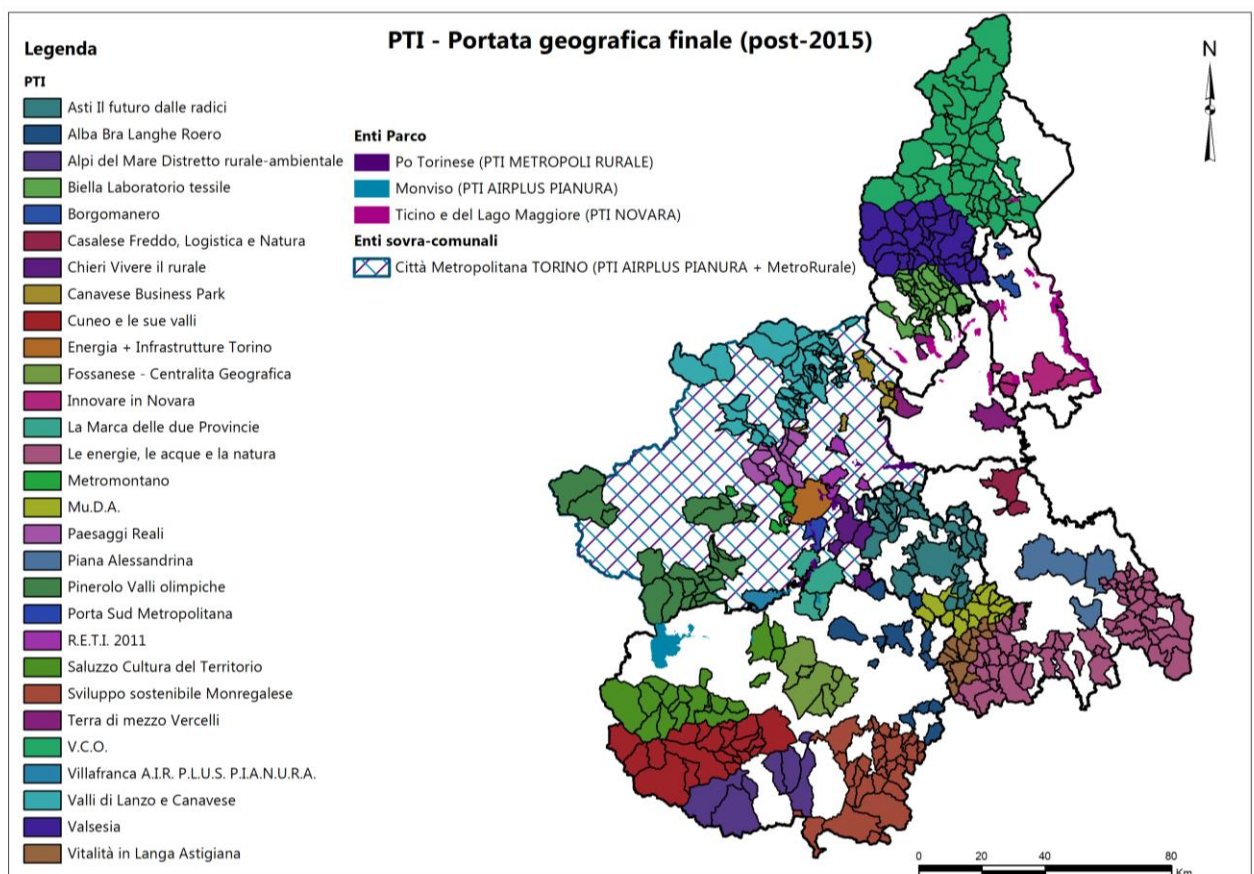 PTI - Portata geografica finale (post-2015)
Legenda
PTI
Asti Il futuro dalle radici
Alba Bra Langhe Roero
Alpi del Mare Distretto rurale-ambientale
Biella Laboratorio tessile
Borgomanero
Casalese Freddo, Logistica e Natura
Chieri Vivere il rurale
Canavese Business Park
Cuneo e le sue valli
Energia + Infrastrutture Torino
Fossanese - Centralita Geografica
Innovare in Novara
La Marca delle due Provincie
Le energie, le acque e la natura
Metromontano
Mu.D.A.
Paesaggi Reali
Piana Alessandrina
Pinerolo Valli olimpiche
Porta Sud Metropolitana
R.E.T.I. 2011
Saluzzo Cultura del Territorio
Sviluppo sostenibile Monregalese
Terra di mezzo Vercelli
V.C.O.
Villafranca A.I.R. P.L.U.S. P.I.A.N.U.R.A.
Valli di Lanzo e Canavese
Valsesia
Vitalità in Langa Astigiana
Enti Parco
Po Torinese (PTI METROPOLI RURALE)
Monviso (PTI AIRPLUS PIANURA)
Ticino e del Lago Maggiore (PTI NOVARA)
Enti sovra-comunali
Città Metropolitana TORINO (PTI AIRPLUS PIANURA + MetroRurale)
N
0 20 40 80
Km